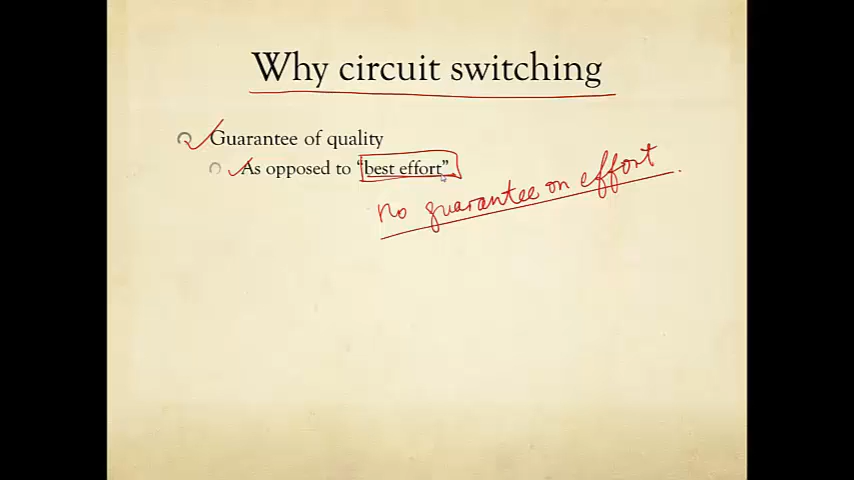 Why circuit switching
Guarantee of quality
As opposed to “best effort”
no guarantee on effort.